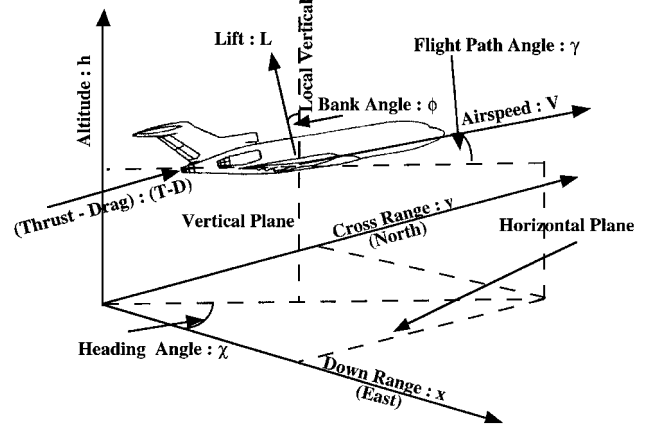 Lift : L
Local Vertical
Flight Path Angle : γ
Altitude : h
Bank Angle : ϕ
Airspeed : V
(Thrust - Drag) : (T-D)
Vertical Plane
Cross Range : y
(North)
Horizontal Plane
Heading Angle : χ
Down Range : x
(East)